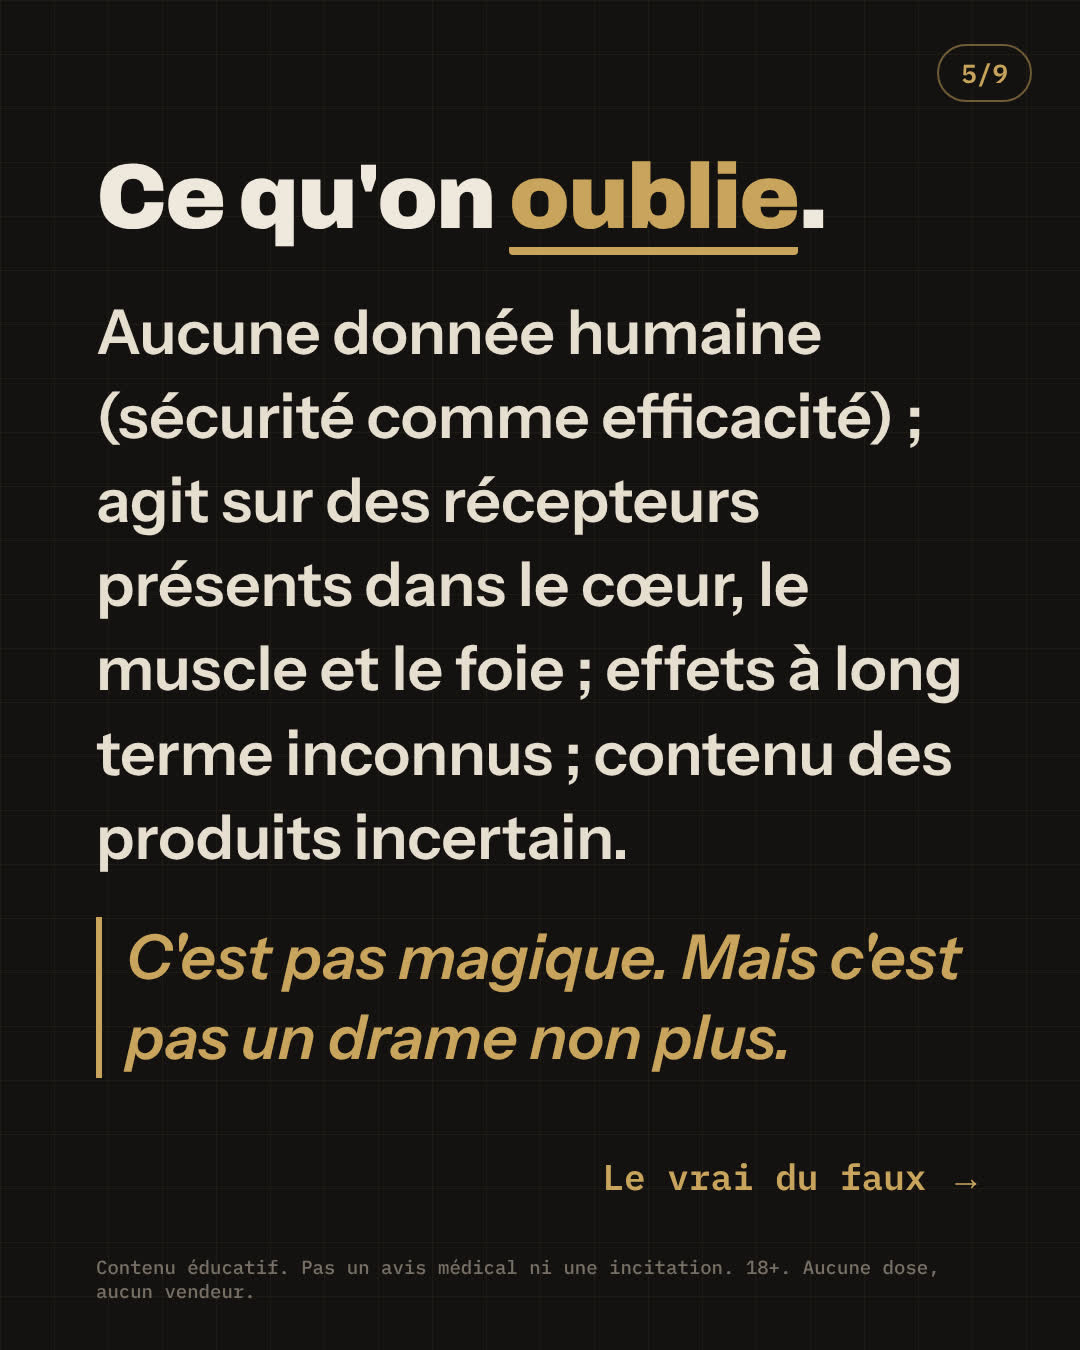 5/9
Ce qu'on oublie.
Aucune donnée humaine
(sécurité comme efficacité) ;
agit sur des récepteurs
présents dans le cœur, le
muscle et le foie ; effets à long
terme inconnus ; contenu des
produits incertain.
C'est pas magique. Mais c'est
pas un drame non plus.
Le vrai du faux →
Contenu éducatif. Pas un avis médical ni une incitation. 18+. Aucune dose,
aucun vendeur.